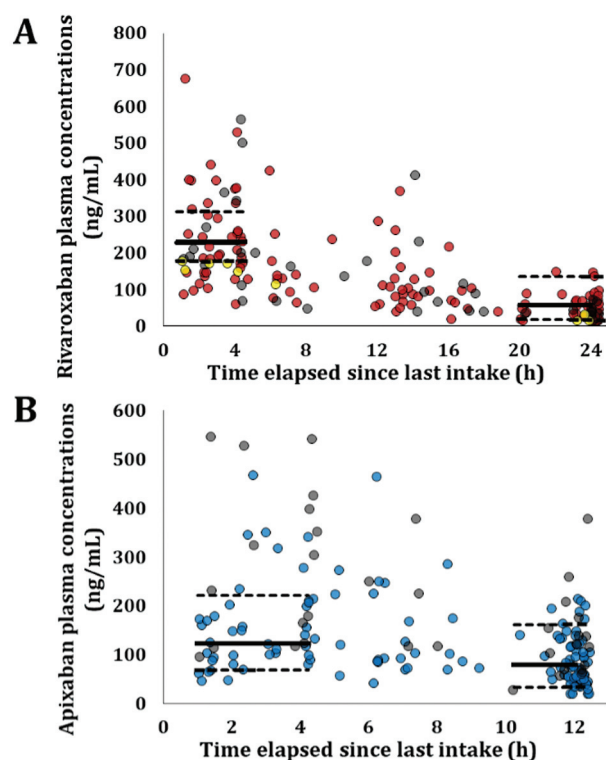 A
Rivaroxaban plasma concentrations
(ng/mL)
800
700
600
500
400
300
200
100
0
0 4 8 12 16 20 24
Time elapsed since last intake (h)
B
Apixaban plasma concentrations
(ng/mL)
600
500
400
300
200
100
0
0 2 4 6 8 10 12
Time elapsed since last intake (h)